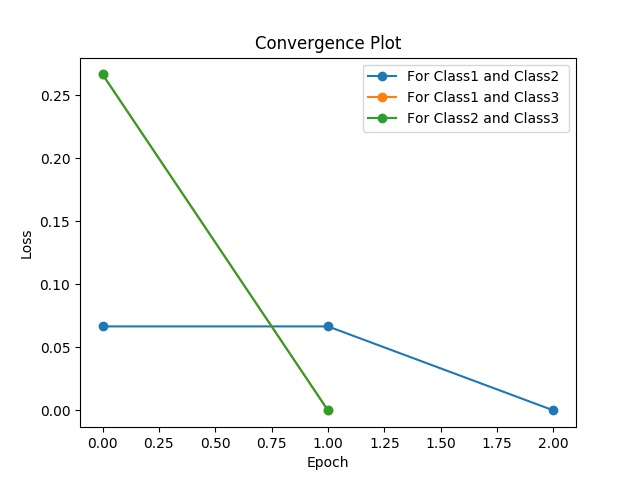 Convergence Plot
For Class1 and Class2
For Class1 and Class3
For Class2 and Class3
0.25
0.20
0.15
0.10
0.05
0.00
Loss
0.00 0.25 0.50 0.75 1.00 1.25 1.50 1.75 2.00
Epoch